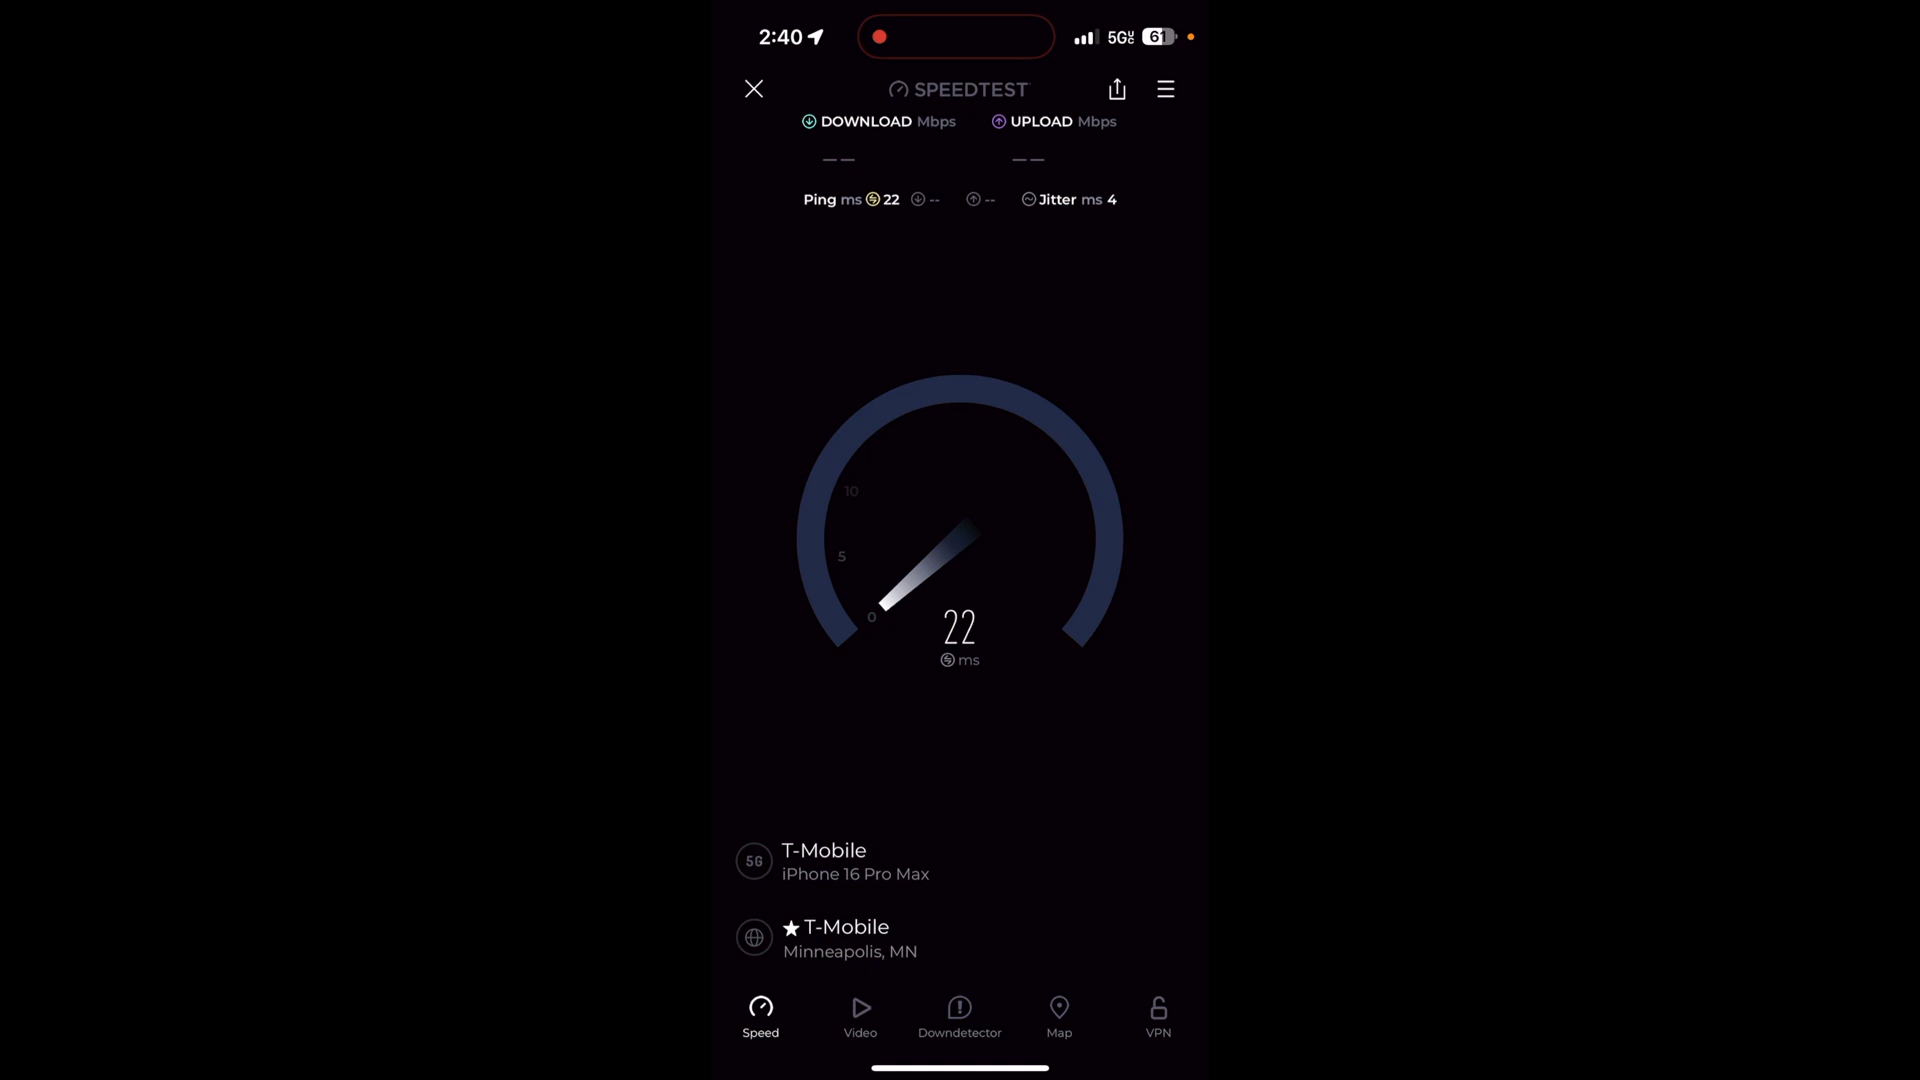 2:40 5G UC 61
SPEEDTEST
DOWNLOAD Mbps UPLOAD Mbps
-- --
Ping ms 22 -- -- Jitter ms 4
10
5
0
22
ms
5G T-Mobile
iPhone 16 Pro Max
T-Mobile
Minneapolis, MN
Speed Video Downdetector Map VPN